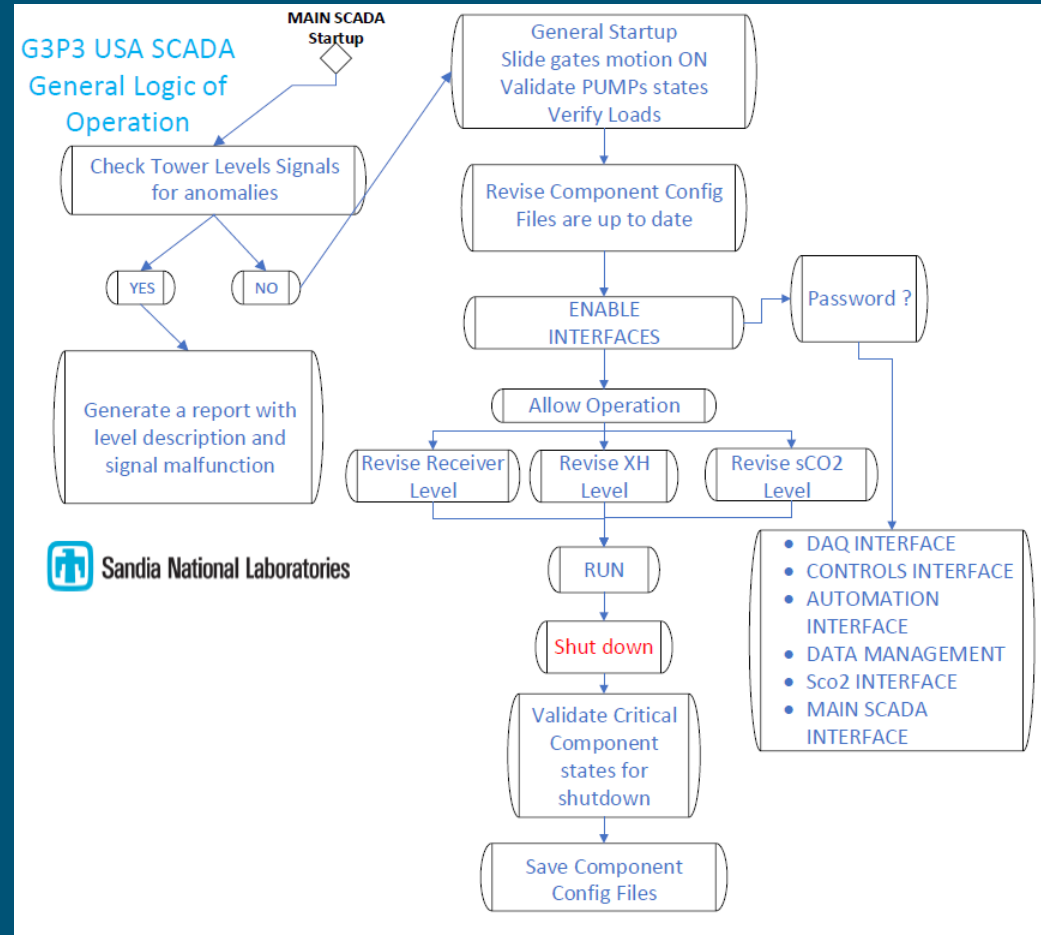 G3P3 USA SCADA
General Logic of
Operation
MAIN SCADA
Startup
Check Tower Levels Signals
for anomalies
YES
NO
Generate a report with
level description and
signal malfunction
Sandia National Laboratories
General Startup
Slide gates motion ON
Validate PUMPs states
Verify Loads
Revise Component Config
Files are up to date
ENABLE
INTERFACES
Password ?
Allow Operation
Revise Receiver
Level
Revise XH
Level
Revise sCO2
Level
RUN
Shut down
Validate Critical
Component
states for
shutdown
Save Component
Config Files
• DAQ INTERFACE
• CONTROLS INTERFACE
• AUTOMATION
INTERFACE
• DATA MANAGEMENT
• Sco2 INTERFACE
• MAIN SCADA
INTERFACE